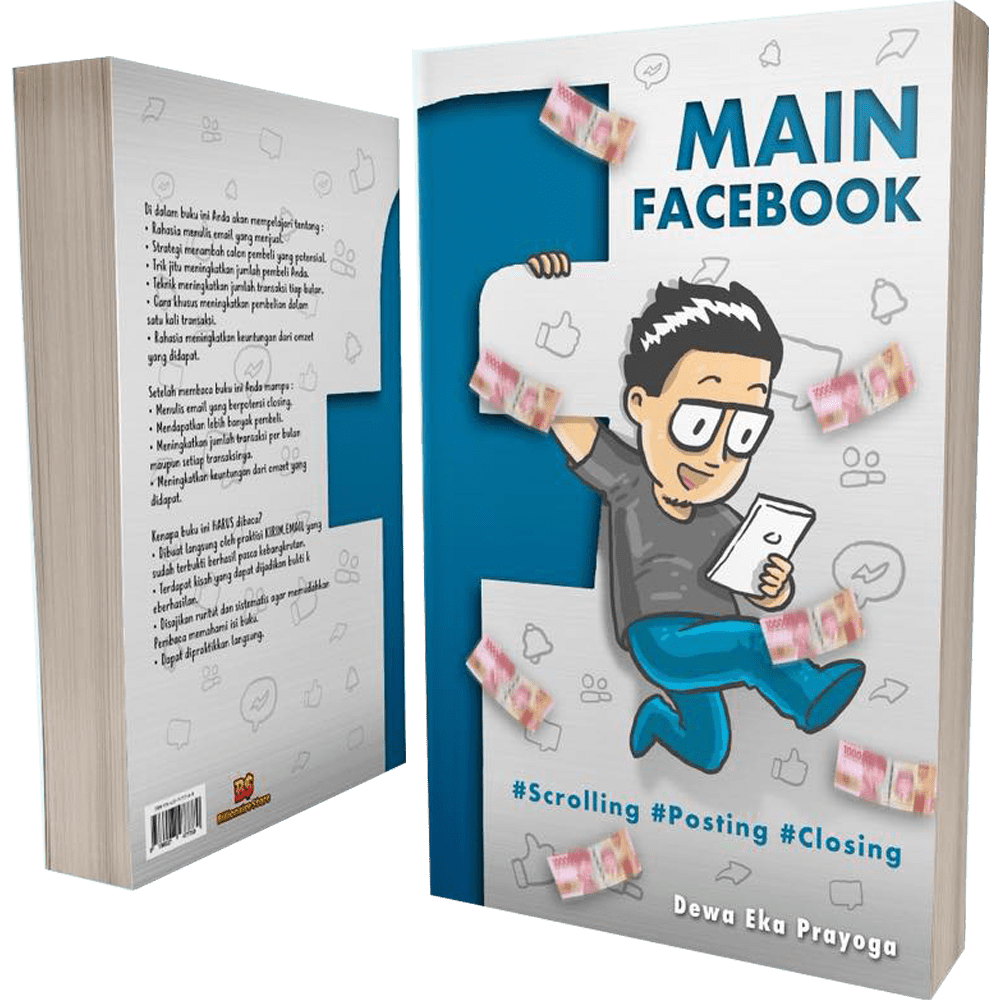 Di dalam buku ini Anda akan mempelajari tentang :
• Rahasia menulis email yang menjual.
• Strategi menambah calon pembeli yang potensial.
• Trik jitu meningkatkan jumlah pembeli Anda.
• Teknik meningkatkan jumlah transaksi tiap bulan.
• Cara khusus meningkatkan pembelian dalam
satu kali transaksi.
• Rahasia meningkatkan keuntungan dari omzet
yang didapat.
Setelah membaca buku ini Anda mampu :
• Menulis email yang berpotensi closing.
• Mendapatkan lebih banyak pembeli.
• Meningkatkan jumlah transaksi per bulan
maupun setiap transaksinya.
• Meningkatkan keuntungan dari omzet yang
didapat.
Kenapa buku ini HARUS dibaca?
• Dibuat langsung oleh praktisi KIRIM.EMAIL yang
sudah terbukti berhasil pasca kebangkrutan.
• Terdapat kisah yang dapat dijadikan bukti k
eberhasilan.
• Disajikan runtut dan sistematis agar memudahkan
Pembaca memahami isi buku.
• Dapat dipraktikkan langsung.
BS
Billionaire Store
MAIN
FACEBOOK
#Scrolling #Posting #Closing
Dewa Eka Prayoga